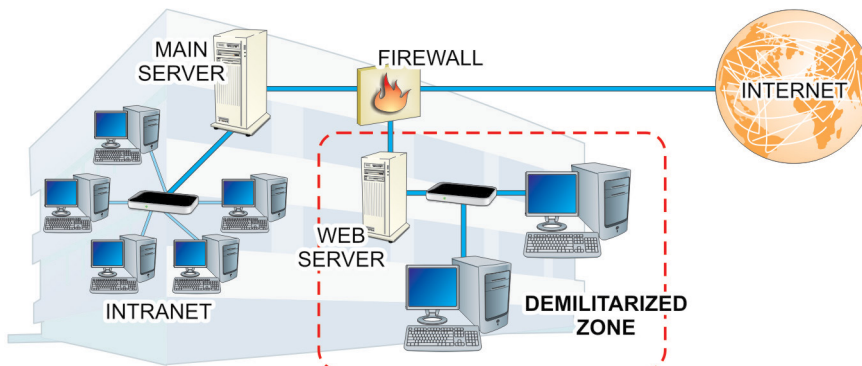 MAIN
SERVER
FIREWALL
INTERNET
WEB
SERVER
INTRANET
DEMILITARIZED
ZONE